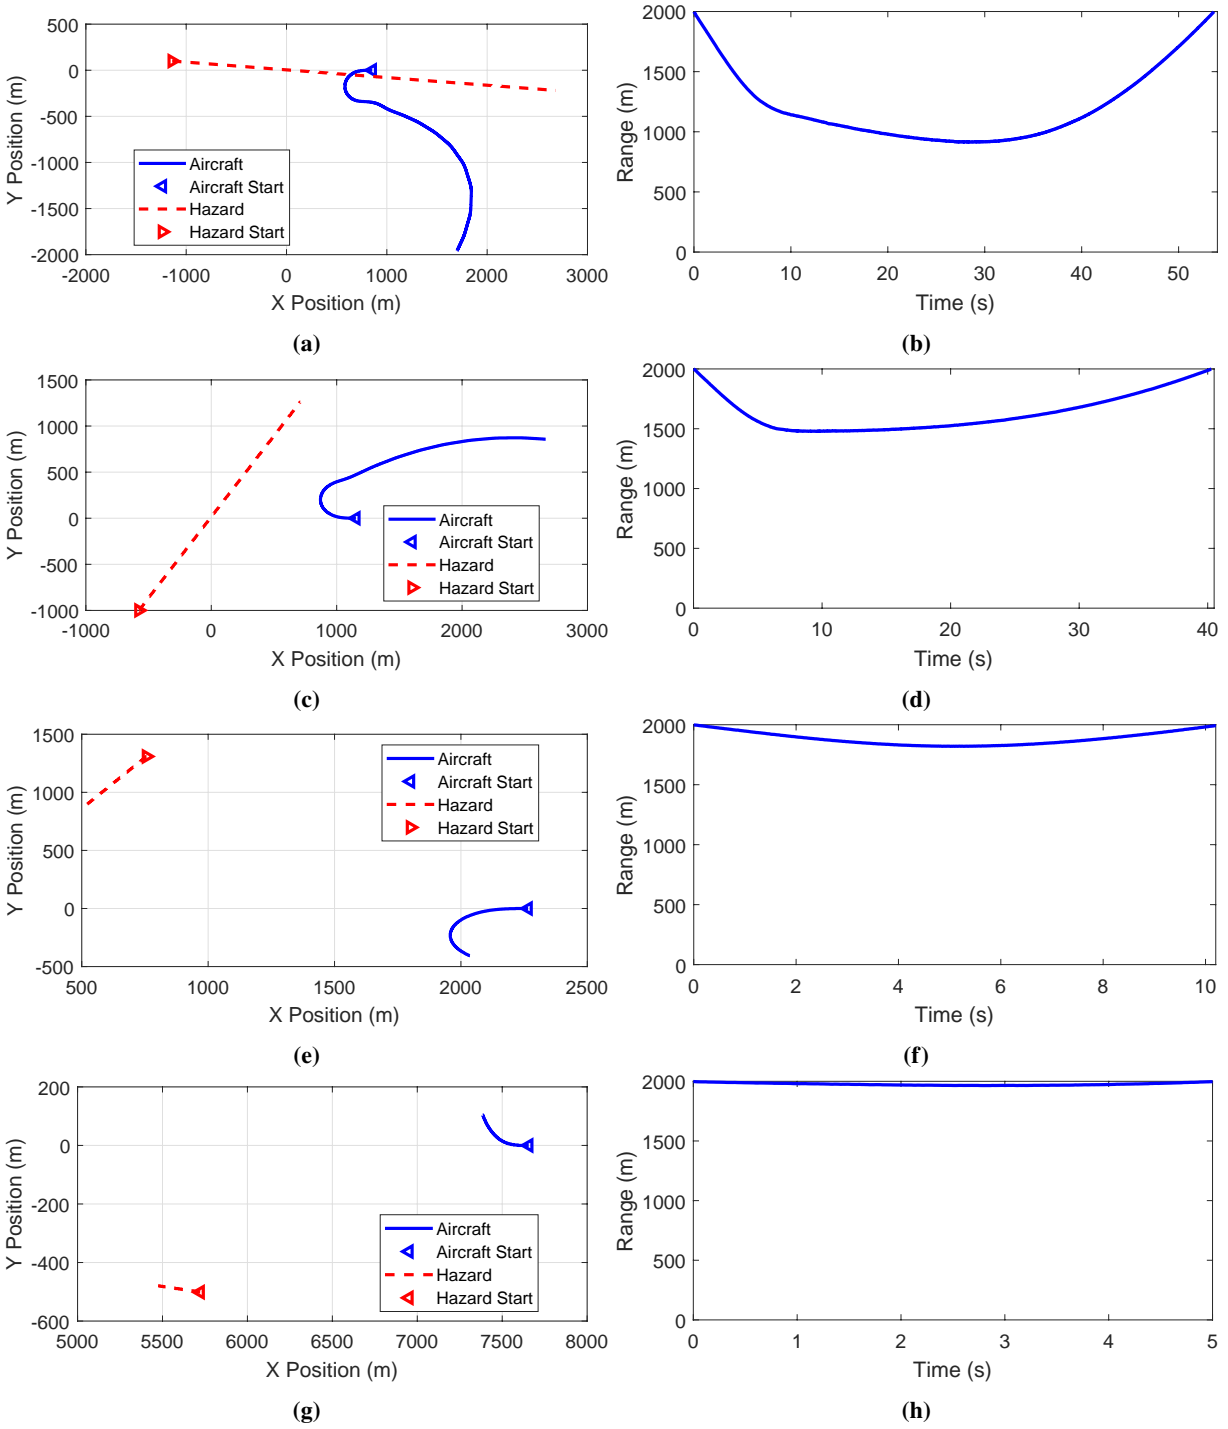 500
0
-500
-1000
-1500
-2000
-2000 -1000 0 1000 2000 3000
Y Position (m)
X Position (m)
Aircraft
Aircraft Start
Hazard
Hazard Start
(a)
2000
1500
1000
500
0
0 10 20 30 40 50
Range (m)
Time (s)
(b)
1500
1000
500
0
-500
-1000
-1000 0 1000 2000 3000
Y Position (m)
X Position (m)
Aircraft
Aircraft Start
Hazard
Hazard Start
(c)
2000
1500
1000
500
0
0 10 20 30 40
Range (m)
Time (s)
(d)
1500
1000
500
0
-500
500 1000 1500 2000 2500
Y Position (m)
X Position (m)
Aircraft
Aircraft Start
Hazard
Hazard Start
(e)
2000
1500
1000
500
0
0 2 4 6 8 10
Range (m)
Time (s)
(f)
200
0
-200
-400
-600
5000 5500 6000 6500 7000 7500 8000
Y Position (m)
X Position (m)
Aircraft
Aircraft Start
Hazard
Hazard Start
(g)
2000
1500
1000
500
0
0 1 2 3 4 5
Range (m)
Time (s)
(h)